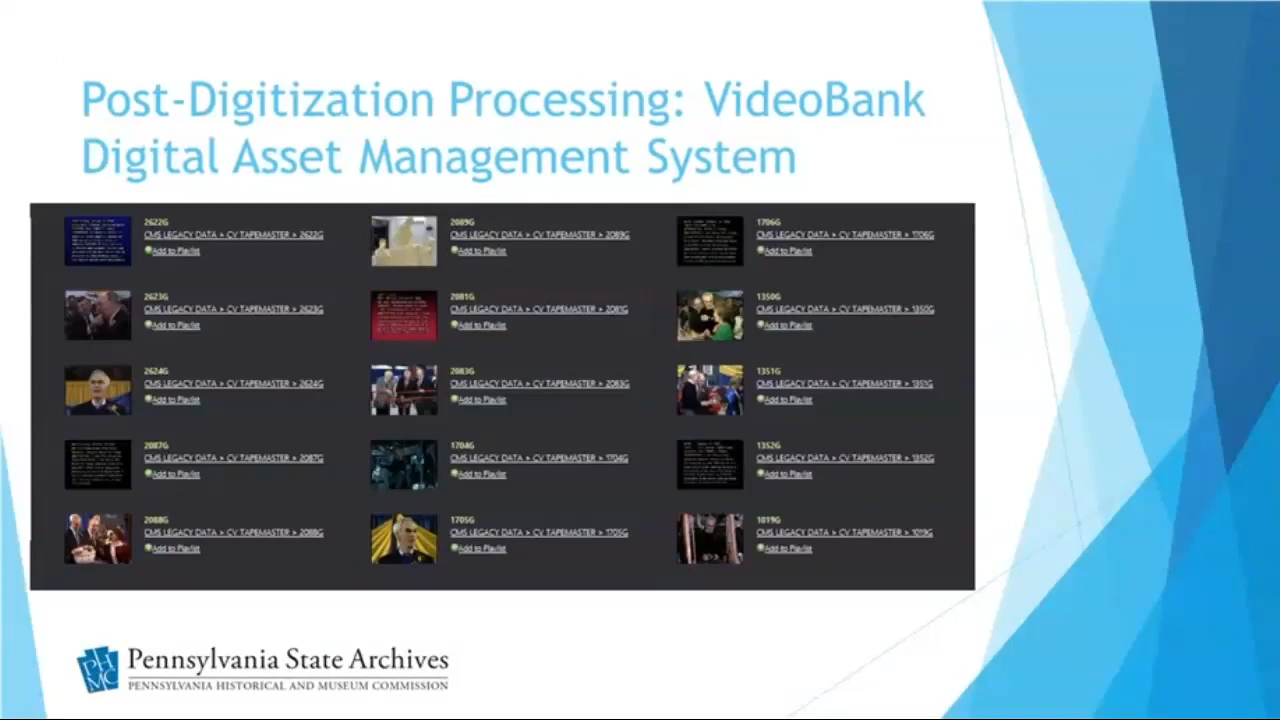 Post-Digitization Processing: VideoBank
Digital Asset Management System
2622G
CMS LEGACY DATA > CV TAPEMASTER > 2622G
Add to Playlist
2623G
CMS LEGACY DATA > CV TAPEMASTER > 2623G
Add to Playlist
2624G
CMS LEGACY DATA > CV TAPEMASTER > 2624G
Add to Playlist
2087G
CMS LEGACY DATA > CV TAPEMASTER > 2087G
Add to Playlist
2088G
CMS LEGACY DATA > CV TAPEMASTER > 2088G
Add to Playlist
2089G
CMS LEGACY DATA > CV TAPEMASTER > 2089G
Add to Playlist
2081G
CMS LEGACY DATA > CV TAPEMASTER > 2081G
Add to Playlist
2083G
CMS LEGACY DATA > CV TAPEMASTER > 2083G
Add to Playlist
1704G
CMS LEGACY DATA > CV TAPEMASTER > 1704G
Add to Playlist
1705G
CMS LEGACY DATA > CV TAPEMASTER > 1705G
Add to Playlist
1706G
CMS LEGACY DATA > CV TAPEMASTER > 1706G
Add to Playlist
1350G
CMS LEGACY DATA > CV TAPEMASTER > 1350G
Add to Playlist
1351G
CMS LEGACY DATA > CV TAPEMASTER > 1351G
Add to Playlist
1352G
CMS LEGACY DATA > CV TAPEMASTER > 1352G
Add to Playlist
1019G
CMS LEGACY DATA > CV TAPEMASTER > 1019G
Add to Playlist
PH
MC
Pennsylvania State Archives
PENNSYLVANIA HISTORICAL AND MUSEUM COMMISSION